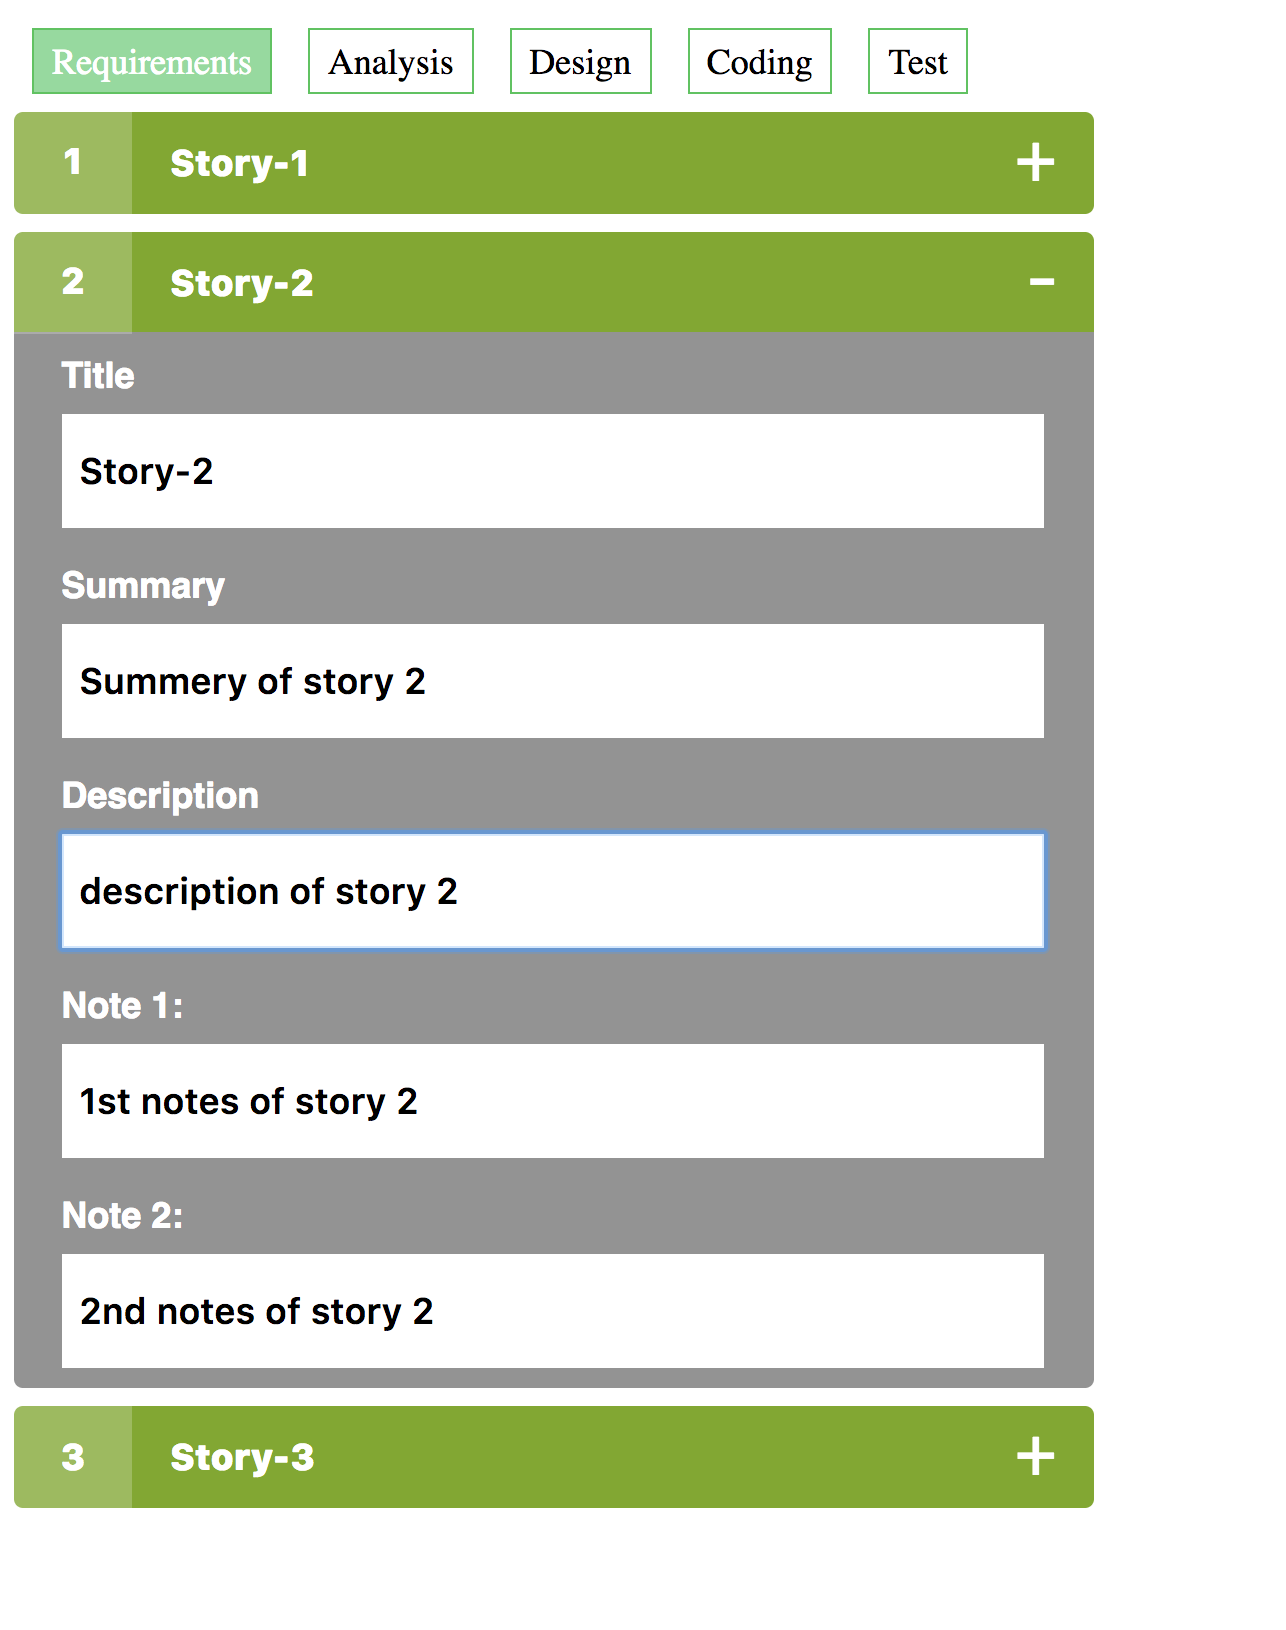 Requirements Analysis Design Coding Test
1 Story-1 +
2 Story-2 -
Title
Story-2
Summary
Summery of story 2
Description
description of story 2
Note 1:
1st notes of story 2
Note 2:
2nd notes of story 2
3 Story-3 +